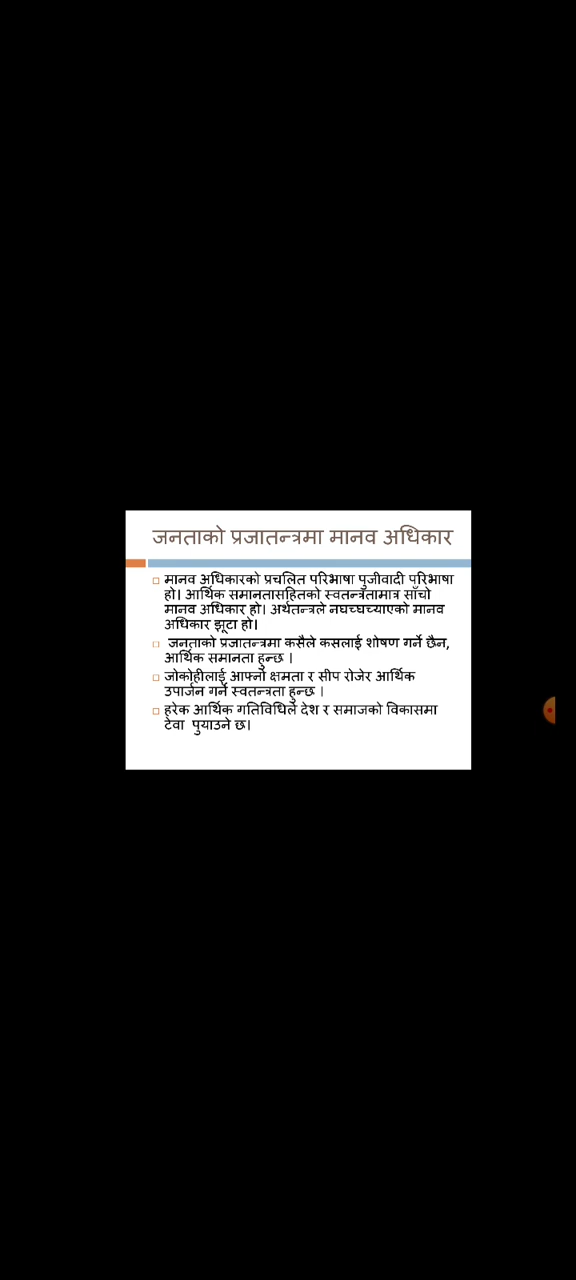 जनताको प्रजातन्त्रमा मानव अधिकार
मानव अधिकारको प्रचलित परिभाषा पुजीवादी परिभाषा
हो। आर्थिक समानतासहितको स्वतन्त्रतामात्र साँचो
मानव अधिकार हो। अर्थतन्त्रले नघच्घच्याएको मानव
अधिकार झूटा हो।
जनताको प्रजातन्त्रमा कसैले कसलाई शोषण गर्ने छैन,
आर्थिक समानता हुन्छ ।
जोकोहीलाई आफ्नो क्षमता र सीप रोजेर आर्थिक
उपार्जन गर्ने स्वतन्त्रता हुन्छ ।
हरेक आर्थिक गतिविधिले देश र समाजको विकासमा
टेवा पुयाउने छ।